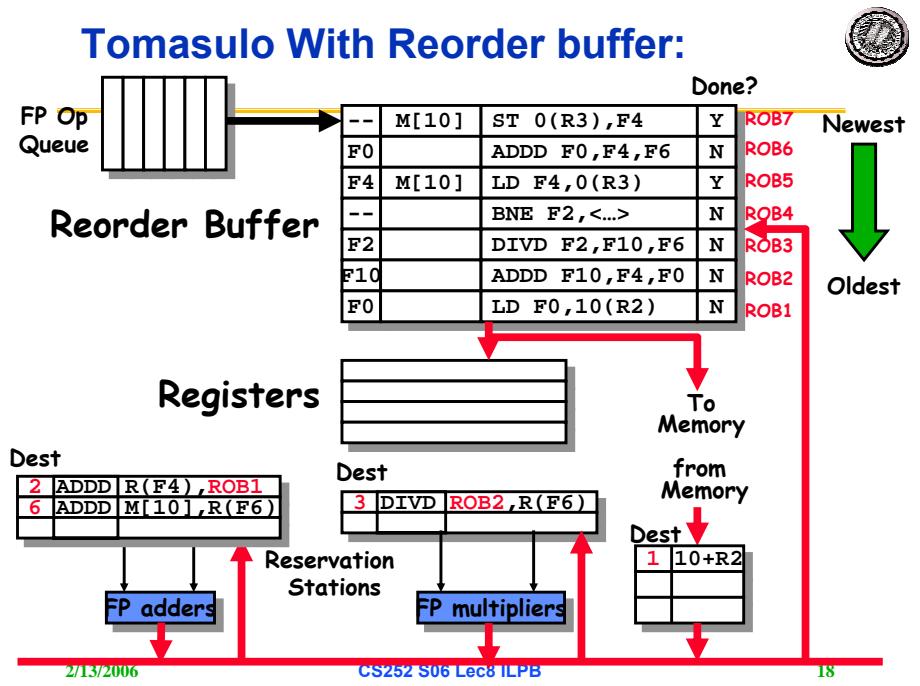 Tomasulo With Reorder buffer:
Done?
FP Op
Queue
-- M[10] ST 0(R3),F4 Y ROB7
F0 ADDD F0,F4,F6 N ROB6
F4 M[10] LD F4,0(R3) Y ROB5
-- BNE F2,<…> N ROB4
F2 DIVD F2,F10,F6 N ROB3
F10 ADDD F10,F4,F0 N ROB2
F0 LD F0,10(R2) N ROB1
Newest
Oldest
Reorder Buffer
Registers
To
Memory
from
Memory
Dest
2 ADDD R(F4),ROB1
6 ADDD M[10],R(F6)
Dest
3 DIVD ROB2,R(F6)
Dest
1 10+R2
Reservation
Stations
FP adders
FP multipliers
2/13/2006 CS252 S06 Lec8 ILPB 18